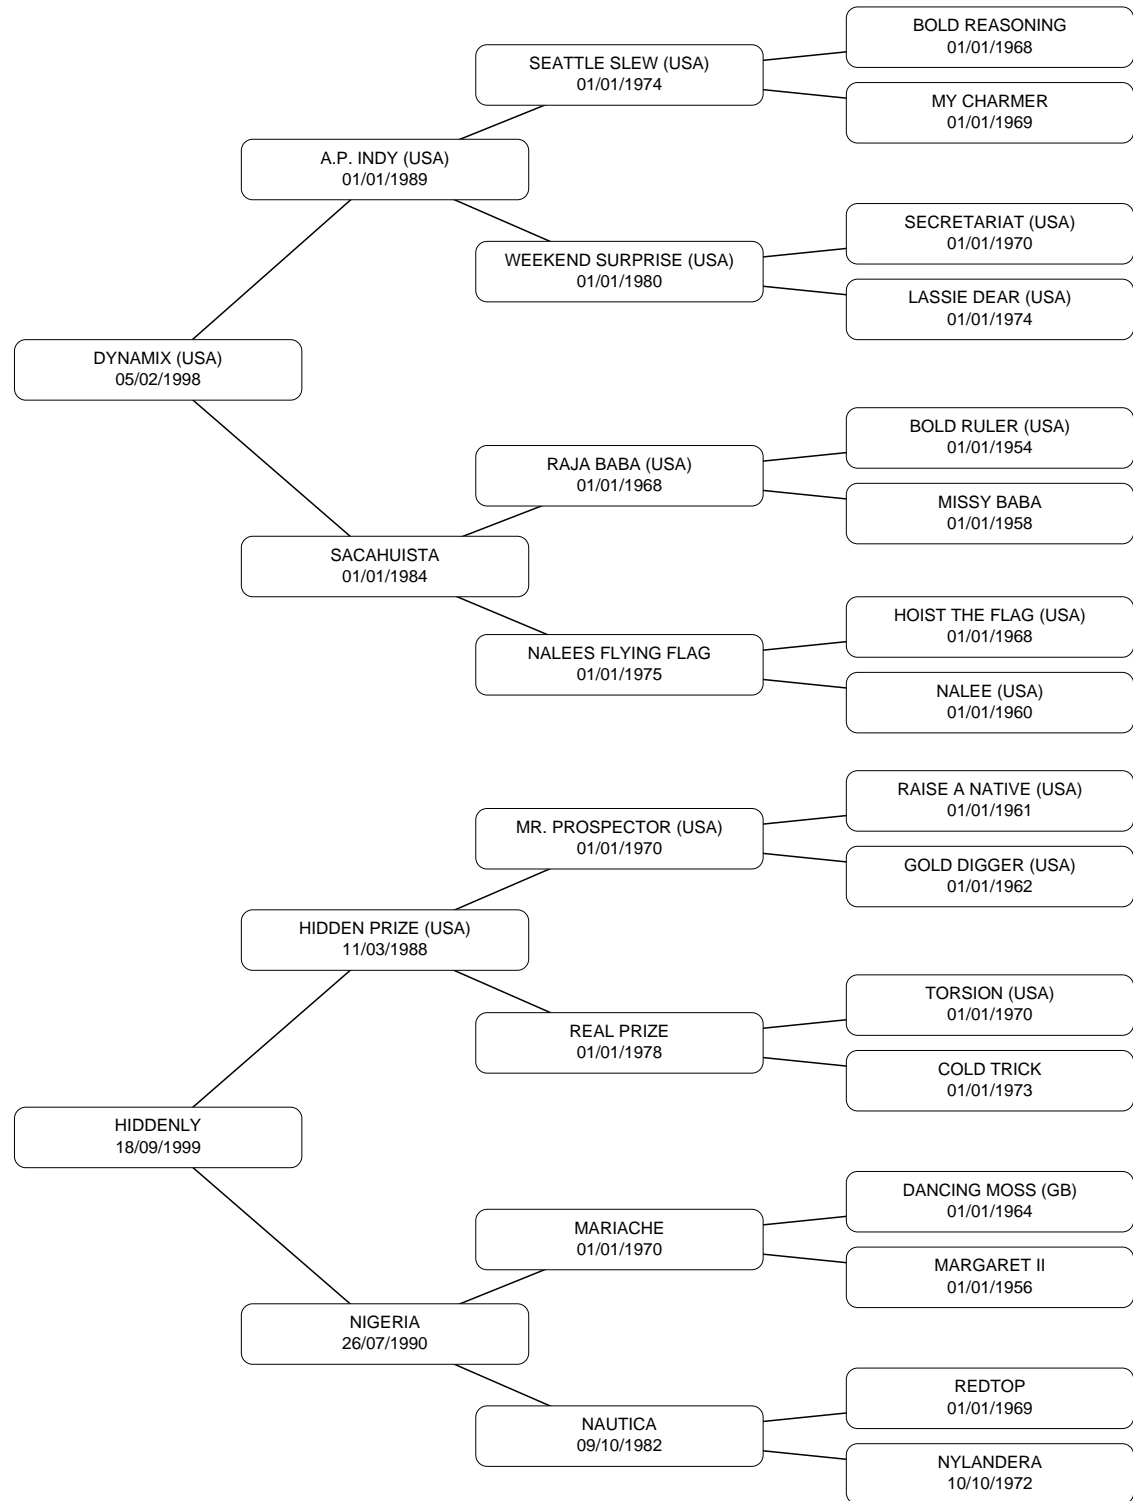 BOLD REASONING
01/01/1968
SEATTLE SLEW (USA)
01/01/1974
MY CHARMER
01/01/1969
A.P. INDY (USA)
01/01/1989
SECRETARIAT (USA)
01/01/1970
WEEKEND SURPRISE (USA)
01/01/1980
LASSIE DEAR (USA)
01/01/1974
DYNAMIX (USA)
05/02/1998
BOLD RULER (USA)
01/01/1954
RAJA BABA (USA)
01/01/1968
MISSY BABA
01/01/1958
SACAHUISTA
01/01/1984
HOIST THE FLAG (USA)
01/01/1968
NALEES FLYING FLAG
01/01/1975
NALEE (USA)
01/01/1960
RAISE A NATIVE (USA)
01/01/1961
MR. PROSPECTOR (USA)
01/01/1970
GOLD DIGGER (USA)
01/01/1962
HIDDEN PRIZE (USA)
11/03/1988
TORSION (USA)
01/01/1970
REAL PRIZE
01/01/1978
COLD TRICK
01/01/1973
HIDDENLY
18/09/1999
DANCING MOSS (GB)
01/01/1964
MARIACHE
01/01/1970
MARGARET II
01/01/1956
NIGERIA
26/07/1990
REDTOP
01/01/1969
NAUTICA
09/10/1982
NYLANDERA
10/10/1972